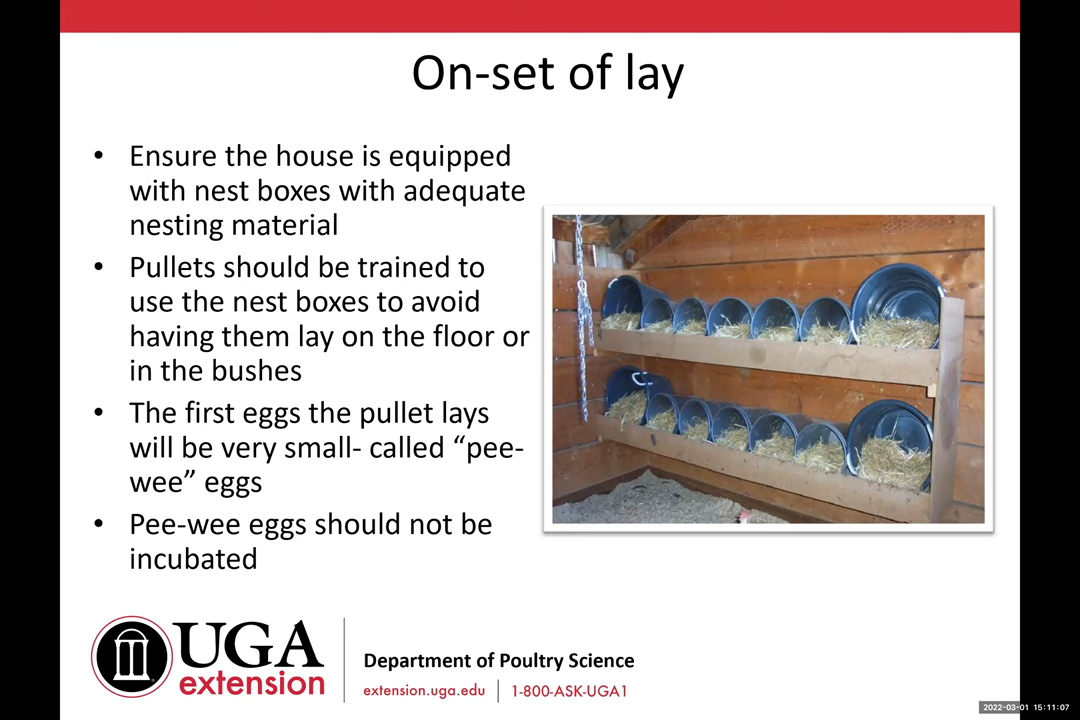 On-set of lay
• Ensure the house is equipped
with nest boxes with adequate
nesting material
• Pullets should be trained to
use the nest boxes to avoid
having them lay on the floor or
in the bushes
• The first eggs the pullet lays
will be very small- called “pee-
wee” eggs
• Pee-wee eggs should not be
incubated
UGA
extension
Department of Poultry Science
extension.uga.edu | 1-800-ASK-UGA1
2022-03-01 15:11:07